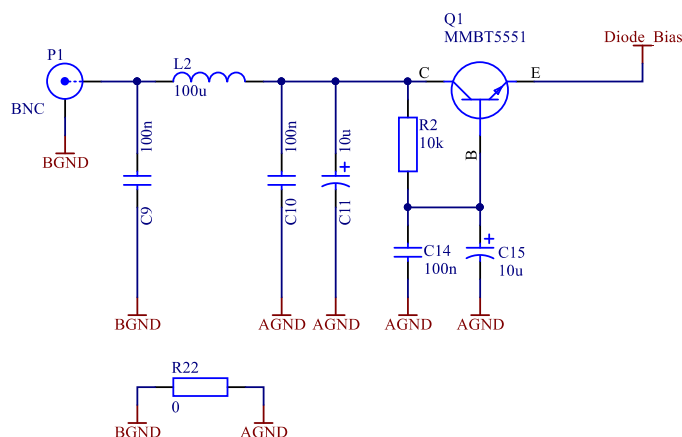 Q1
MMBT5551
Diode_Bias
P1
L2
100u
C
E
BNC
100n
100n
10u
R2
10k
B
BGND
C9
C10
C11
C14
100n
C15
10u
BGND
AGND
AGND
AGND
AGND
R22
0
BGND
AGND